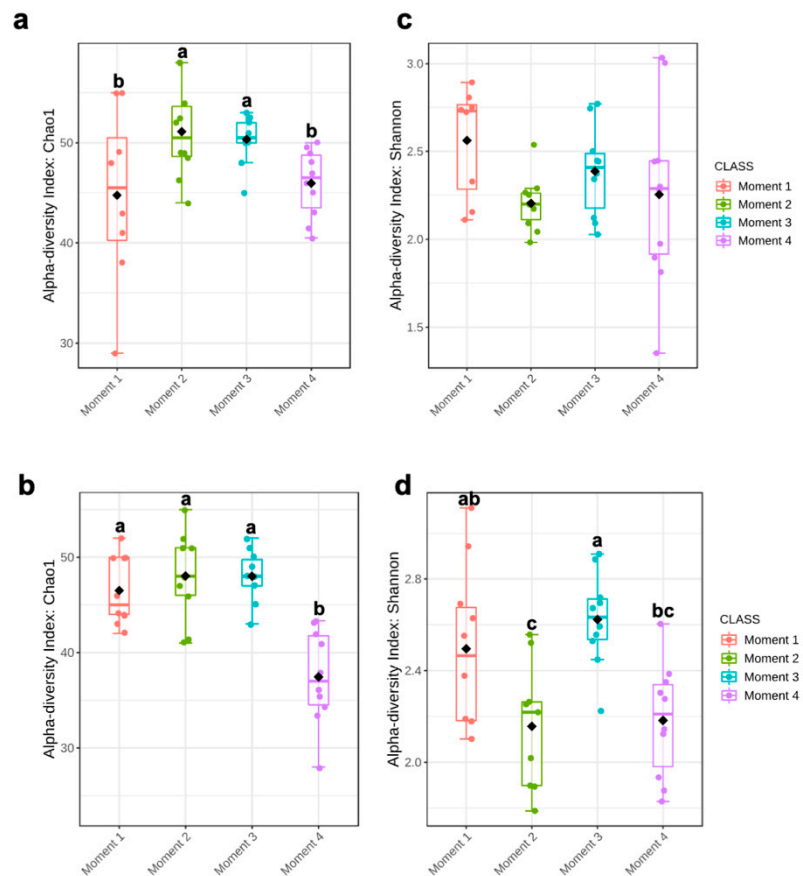 a
Alpha-diversity Index: Chao1
50
40
30
b
a
a
b
Moment 1
Moment 2
Moment 3
Moment 4
c
Alpha-diversity Index: Shannon
3.0
2.5
2.0
1.5
Moment 1
Moment 2
Moment 3
Moment 4
CLASS
Moment 1
Moment 2
Moment 3
Moment 4
b
Alpha-diversity Index: Chao1
50
40
30
a
a
a
b
Moment 1
Moment 2
Moment 3
Moment 4
d
Alpha-diversity Index: Shannon
2.8
2.4
2.0
ab
c
a
bc
Moment 1
Moment 2
Moment 3
Moment 4
CLASS
Moment 1
Moment 2
Moment 3
Moment 4